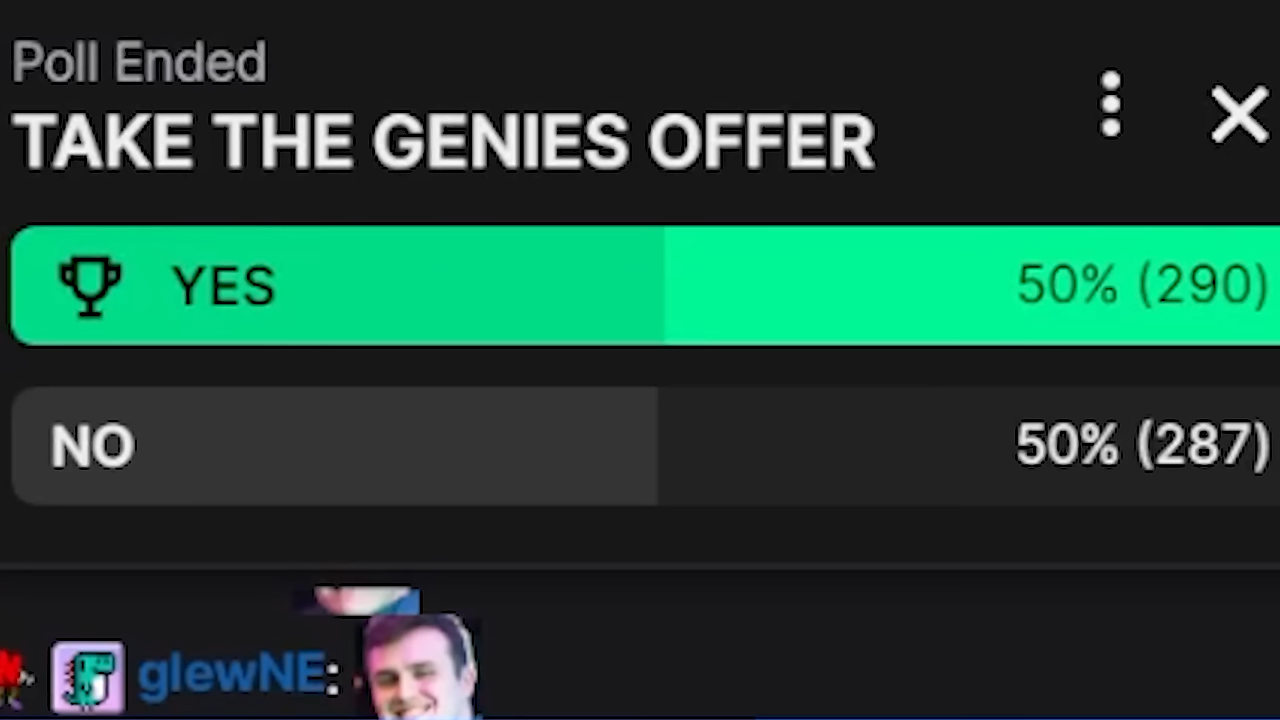 Poll Ended
TAKE THE GENIES OFFER
YES 50% (290)
NO 50% (287)
glewNE: